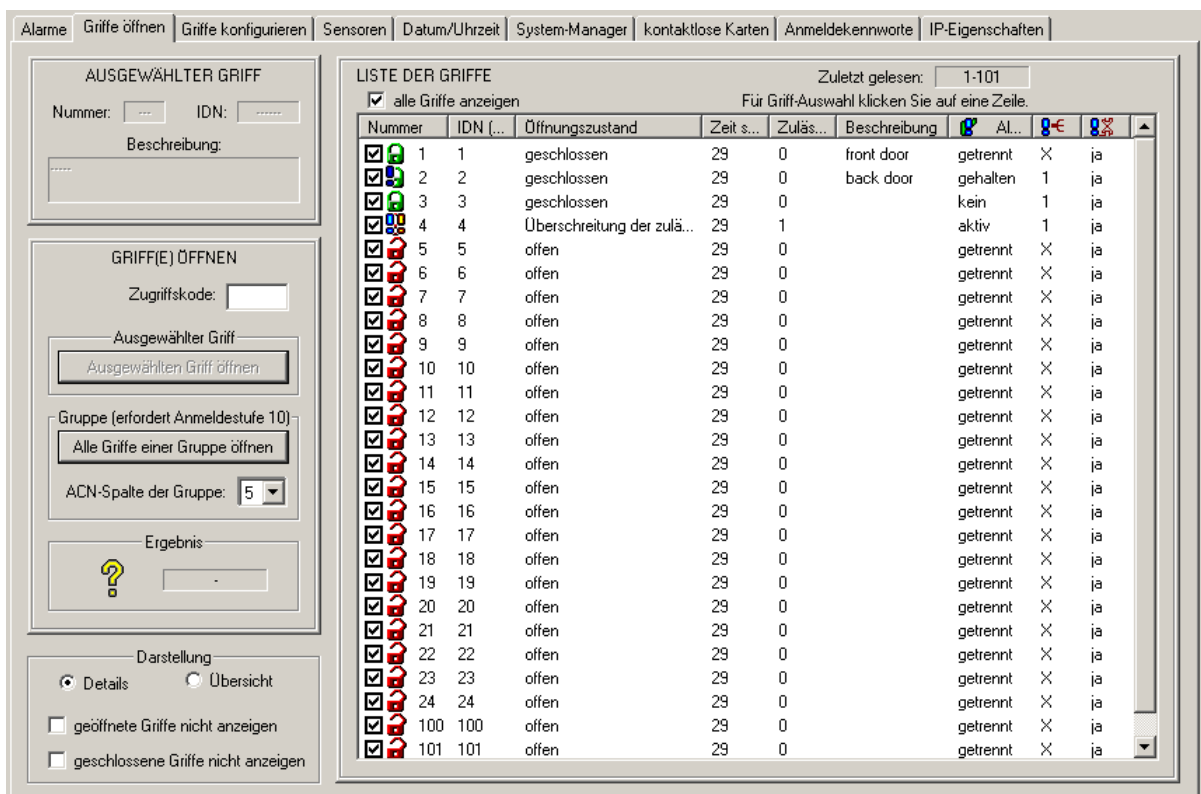 Alarme Griffe öffnen Griffe konfigurieren Sensoren Datum/Uhrzeit System-Manager kontaktlose Karten Anmeldekennworte IP-Eigenschaften
AUSGEWÄHLTER GRIFF
Nummer: --- IDN: ------
Beschreibung:
-----
GRIFF(E) ÖFFNEN
Zugriffskode:
Ausgewählter Griff
Ausgewählten Griff öffnen
Gruppe (erfordert Anmeldestufe 10)
Alle Griffe einer Gruppe öffnen
ACN-Spalte der Gruppe: 5
Ergebnis
-
Darstellung
Details Übersicht
geöffnete Griffe nicht anzeigen
geschlossene Griffe nicht anzeigen
LISTE DER GRIFFE Zuletzt gelesen: 1-101
alle Griffe anzeigen Für Griff-Auswahl klicken Sie auf eine Zeile.
Nummer IDN (... Öffnungszustand Zeit s... Zuläs... Beschreibung Al...
1 1 geschlossen 29 0 front door getrennt X ja
2 2 geschlossen 29 0 back door gehalten 1 ja
3 3 geschlossen 29 0 kein 1 ja
4 4 Überschreitung der zulä... 29 1 aktiv 1 ja
5 5 offen 29 0 getrennt X ja
6 6 offen 29 0 getrennt X ja
7 7 offen 29 0 getrennt X ja
8 8 offen 29 0 getrennt X ja
9 9 offen 29 0 getrennt X ja
10 10 offen 29 0 getrennt X ja
11 11 offen 29 0 getrennt X ja
12 12 offen 29 0 getrennt X ja
13 13 offen 29 0 getrennt X ja
14 14 offen 29 0 getrennt X ja
15 15 offen 29 0 getrennt X ja
16 16 offen 29 0 getrennt X ja
17 17 offen 29 0 getrennt X ja
18 18 offen 29 0 getrennt X ja
19 19 offen 29 0 getrennt X ja
20 20 offen 29 0 getrennt X ja
21 21 offen 29 0 getrennt X ja
22 22 offen 29 0 getrennt X ja
23 23 offen 29 0 getrennt X ja
24 24 offen 29 0 getrennt X ja
100 100 offen 29 0 getrennt X ja
101 101 offen 29 0 getrennt X ja